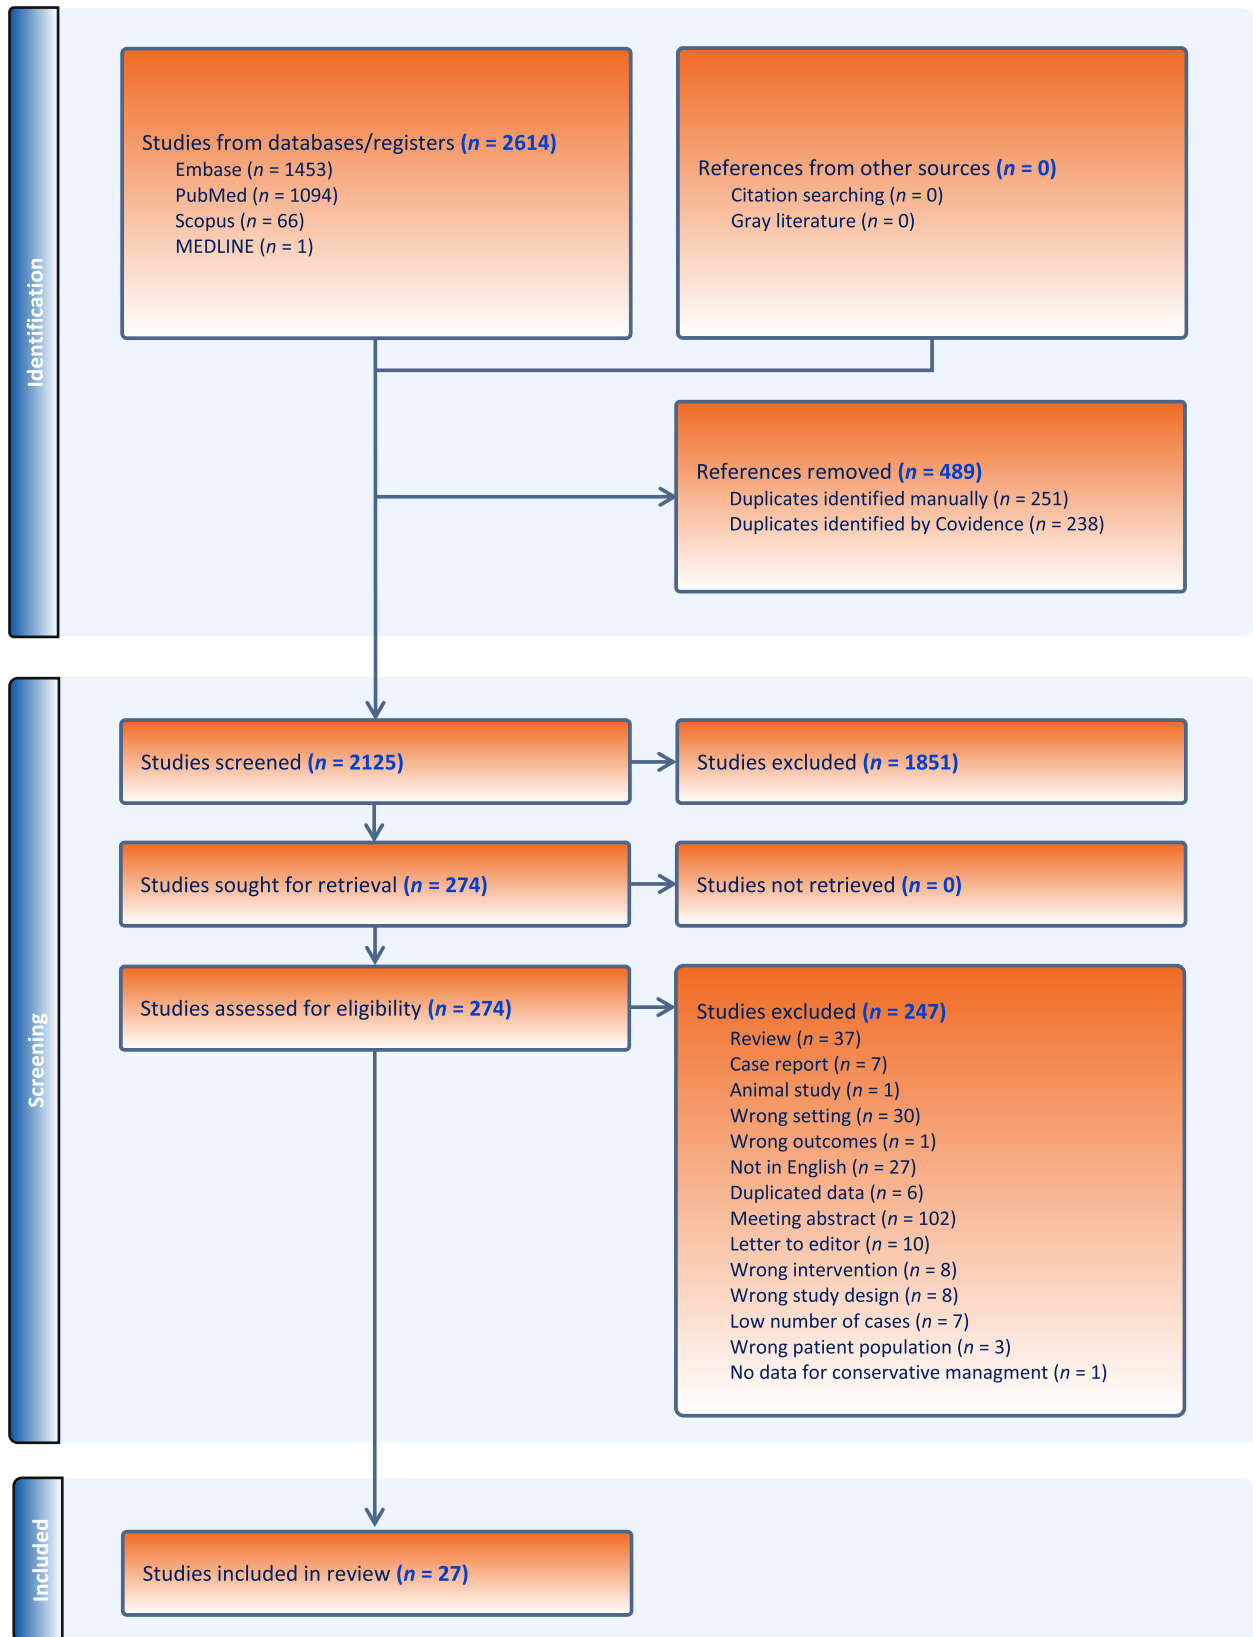 Identification
Studies from databases/registers (n = 2614)
Embase (n = 1453)
PubMed (n = 1094)
Scopus (n = 66)
MEDLINE (n = 1)
References from other sources (n = 0)
Citation searching (n = 0)
Gray literature (n = 0)
References removed (n = 489)
Duplicates identified manually (n = 251)
Duplicates identified by Covidence (n = 238)
Screening
Studies screened (n = 2125)
Studies excluded (n = 1851)
Studies sought for retrieval (n = 274)
Studies not retrieved (n = 0)
Studies assessed for eligibility (n = 274)
Studies excluded (n = 247)
Review (n = 37)
Case report (n = 7)
Animal study (n = 1)
Wrong setting (n = 30)
Wrong outcomes (n = 1)
Not in English (n = 27)
Duplicated data (n = 6)
Meeting abstract (n = 102)
Letter to editor (n = 10)
Wrong intervention (n = 8)
Wrong study design (n = 8)
Low number of cases (n = 7)
Wrong patient population (n = 3)
No data for conservative managment (n = 1)
Included
Studies included in review (n = 27)